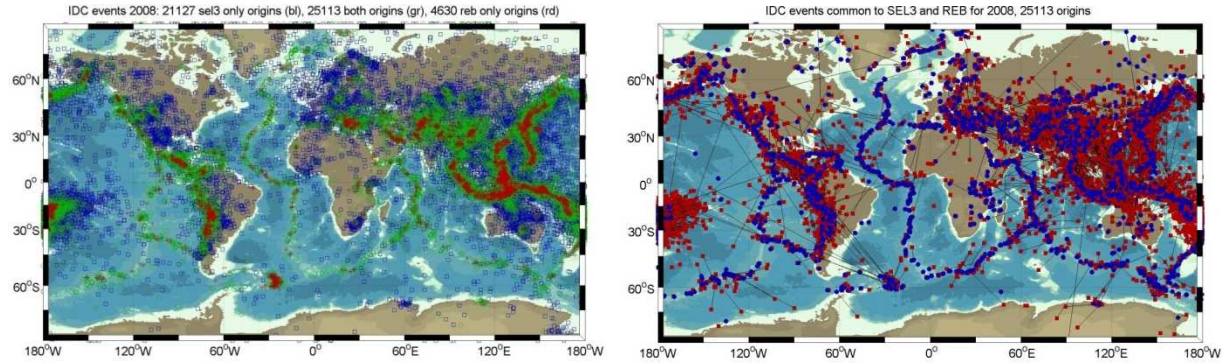 IDC events 2008: 21127 sel3 only origins (bl), 25113 both origins (gr), 4630 reb only origins (rd)
60°N
30°N
0°
30°S
60°S
180°W 120°W 60°W 0° 60°E 120°E 180°W
IDC events common to SEL3 and REB for 2008, 25113 origins
60°N
30°N
0°
30°S
60°S
180°W 120°W 60°W 0° 60°E 120°E 180°W